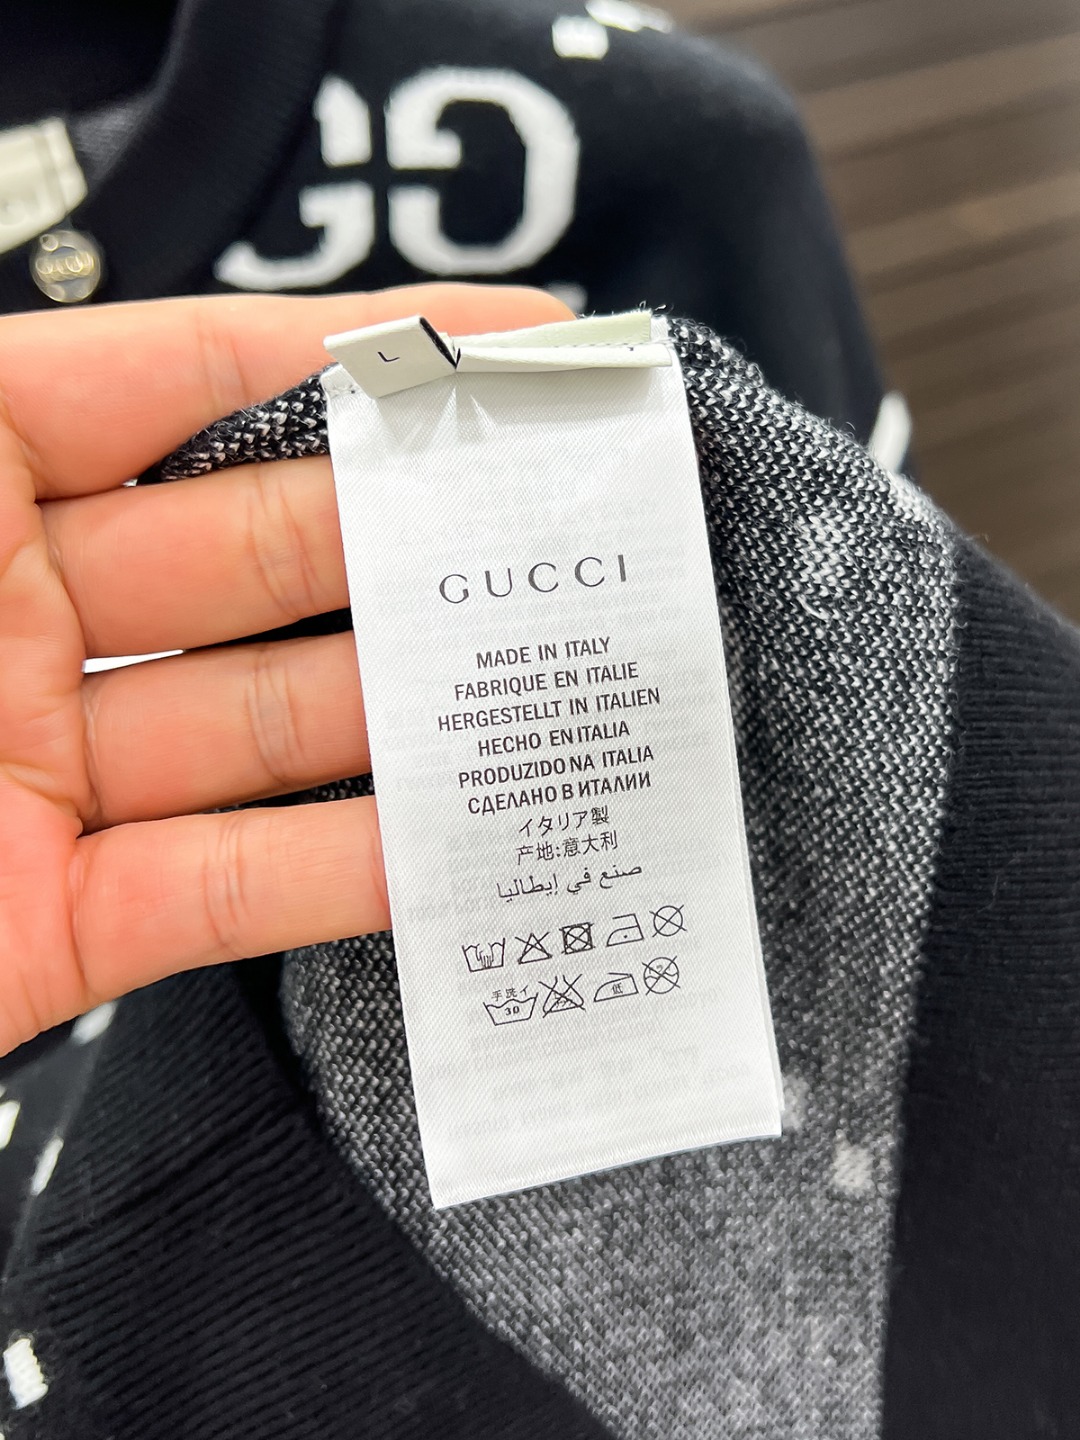 GG
L
GUCCI
MADE IN ITALY
FABRIQUE EN ITALIE
HERGESTELLT IN ITALIEN
HECHO EN ITALIA
PRODUZIDO NA ITALIA
СДЕЛАНО В ИТАЛИИ
イタリア製
产地:意大利
صنع في إيطاليا
手洗イ
30
低